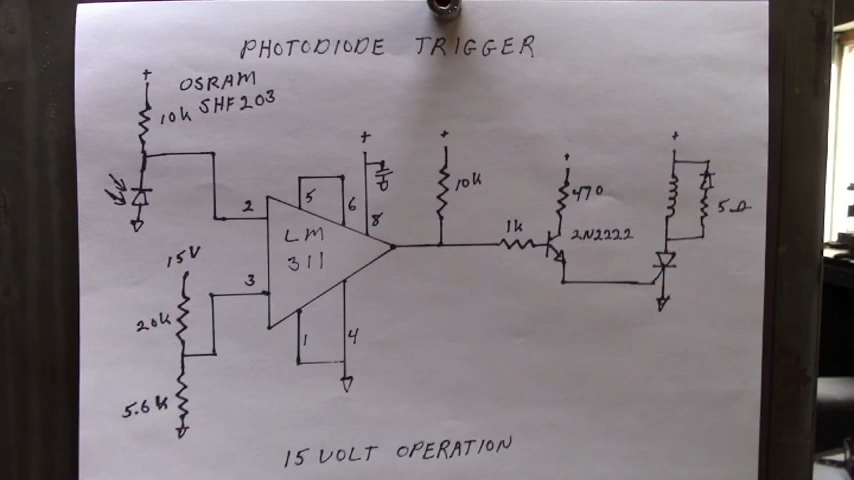 PHOTODIODE TRIGGER
+
OSRAM
SHF203
10k
+
+
+
+
2
5
6
8
10k
470
5Ω
LM
311
1k
2N2222
15V
3
20k
1
4
5.6k
15 VOLT OPERATION